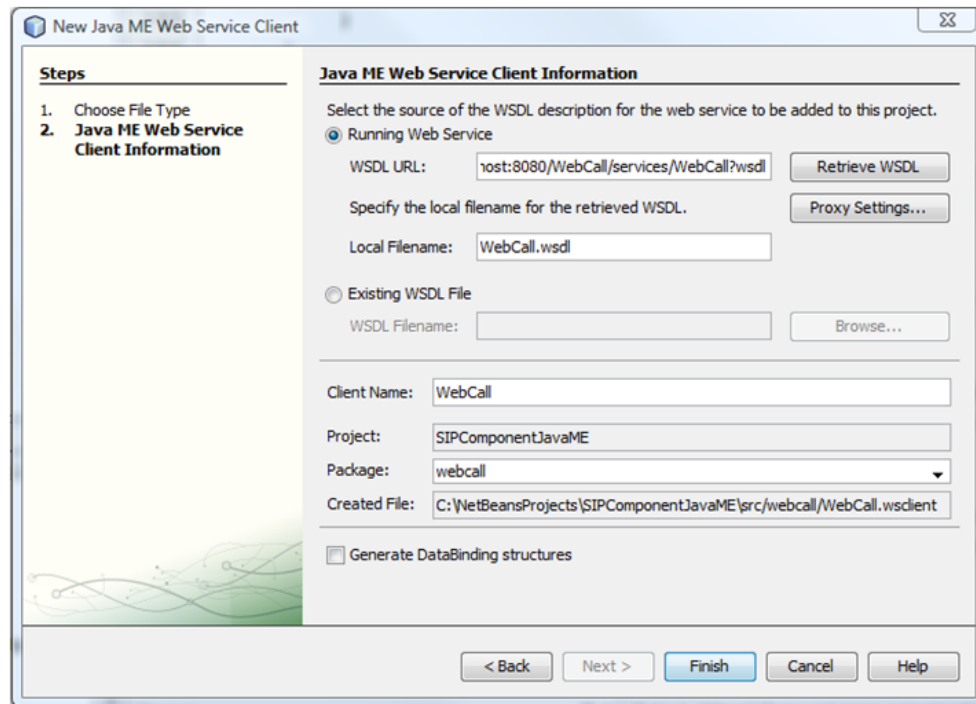 New Java ME Web Service Client
Steps
1. Choose File Type
2. Java ME Web Service
Client Information
Java ME Web Service Client Information
Select the source of the WSDL description for the web service to be added to this project.
Running Web Service
WSDL URL: host:8080/WebCall/services/WebCall?wsdl Retrieve WSDL
Specify the local filename for the retrieved WSDL. Proxy Settings...
Local Filename: WebCall.wsdl
Existing WSDL File
WSDL Filename: Browse...
Client Name: WebCall
Project: SIPComponentJavaME
Package: webcall
Created File: C:\NetBeansProjects\SIPComponentJavaME\src/webcall/WebCall.wsclient
Generate DataBinding structures
< Back Next > Finish Cancel Help